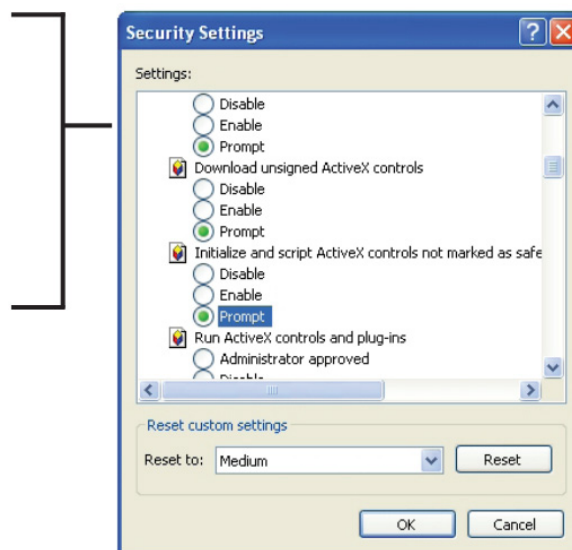 Security Settings
Settings:
Disable
Enable
Prompt
Download unsigned ActiveX controls
Disable
Enable
Prompt
Initialize and script ActiveX controls not marked as safe
Disable
Enable
Prompt
Run ActiveX controls and plug-ins
Administrator approved
Disable
Reset custom settings
Reset to: Medium Reset
OK Cancel